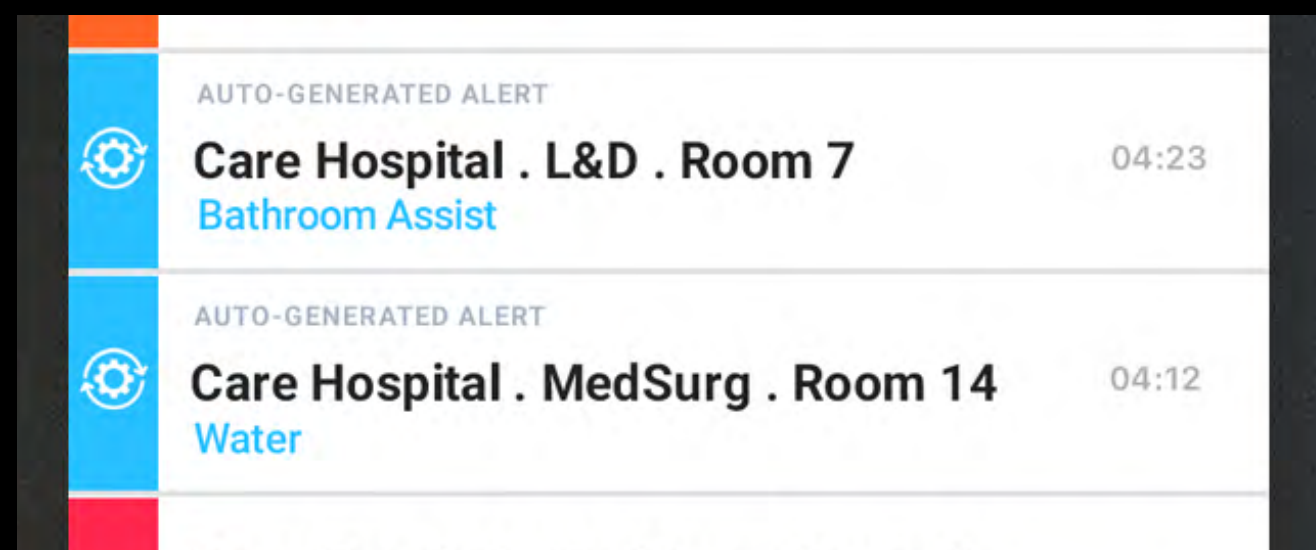 AUTO-GENERATED ALERT
Care Hospital . L&D . Room 7
04:23
Bathroom Assist
AUTO-GENERATED ALERT
Care Hospital . MedSurg . Room 14
04:12
Water